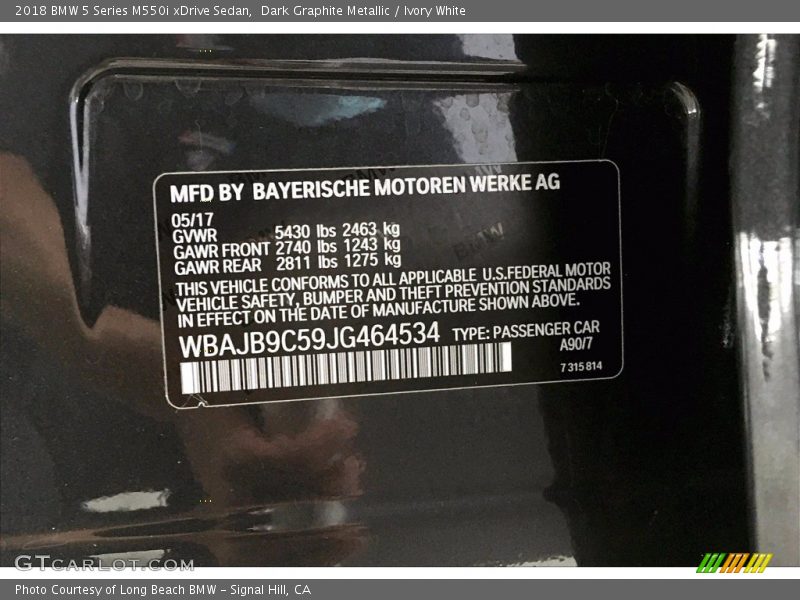 2018 BMW 5 Series M550i xDrive Sedan,  Dark Graphite Metallic / Ivory White
MFD BY BAYERISCHE MOTOREN WERKE AG
05/17
GVWR 5430 lbs 2463 kg
GAWR FRONT 2740 lbs 1243 kg
GAWR REAR 2811 lbs 1275 kg
THIS VEHICLE CONFORMS TO ALL APPLICABLE U.S.FEDERAL MOTOR
VEHICLE SAFETY, BUMPER AND THEFT PREVENTION STANDARDS
IN EFFECT ON THE DATE OF MANUFACTURE SHOWN ABOVE.
WBAJB9C59JG464534 TYPE: PASSENGER CAR
A90/7
7 315 814
GTCARLOT.COM
Photo Courtesy of Long Beach BMW - Signal Hill, CA